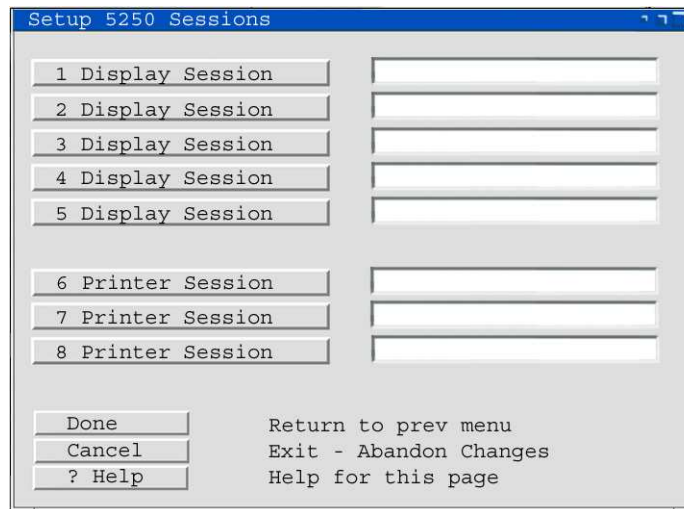 Setup 5250 Sessions
1 Display Session
2 Display Session
3 Display Session
4 Display Session
5 Display Session
6 Printer Session
7 Printer Session
8 Printer Session
Done Return to prev menu
Cancel Exit - Abandon Changes
? Help Help for this page